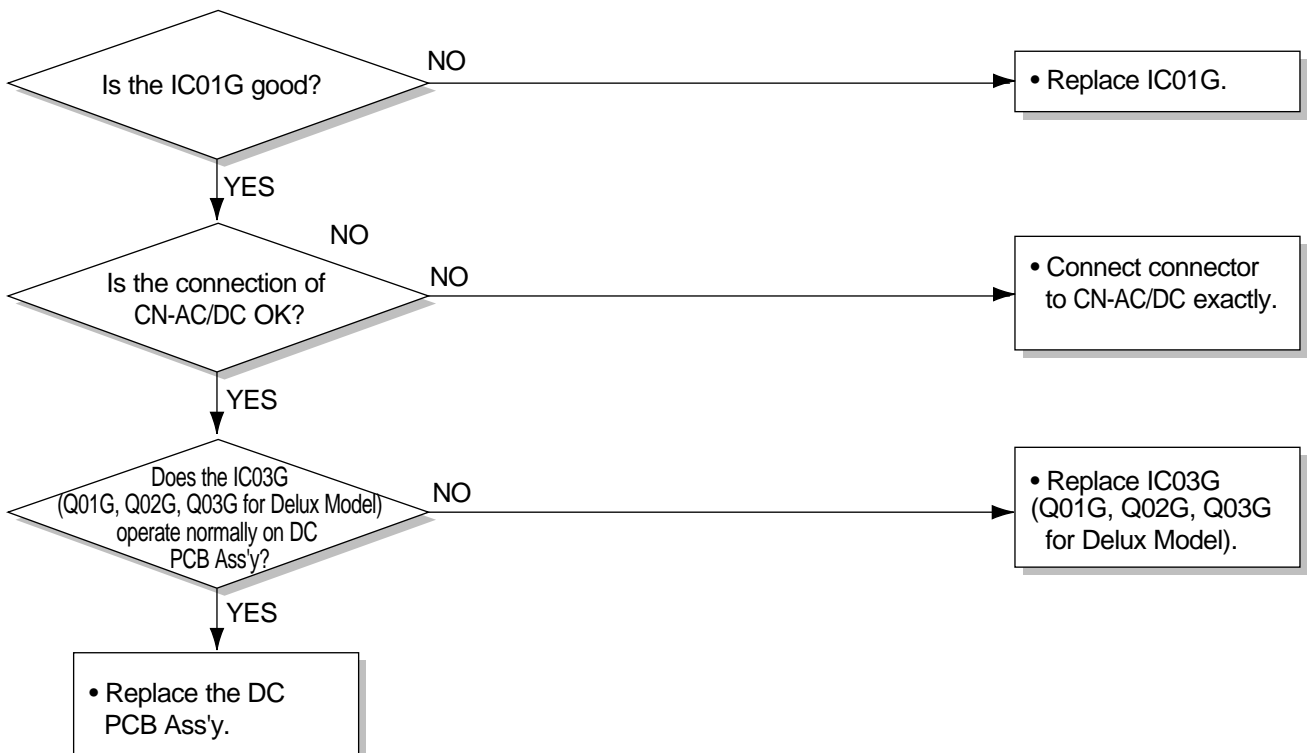 Is the IC01G good?
NO
• Replace IC01G.
YES
NO
Is the connection of
CN-AC/DC OK?
NO
• Connect connector
to CN-AC/DC exactly.
YES
Does the IC03G
(Q01G, Q02G, Q03G for Delux Model)
operate normally on DC
PCB Ass'y?
NO
• Replace IC03G
(Q01G, Q02G, Q03G
for Delux Model).
YES
• Replace the DC
PCB Ass'y.